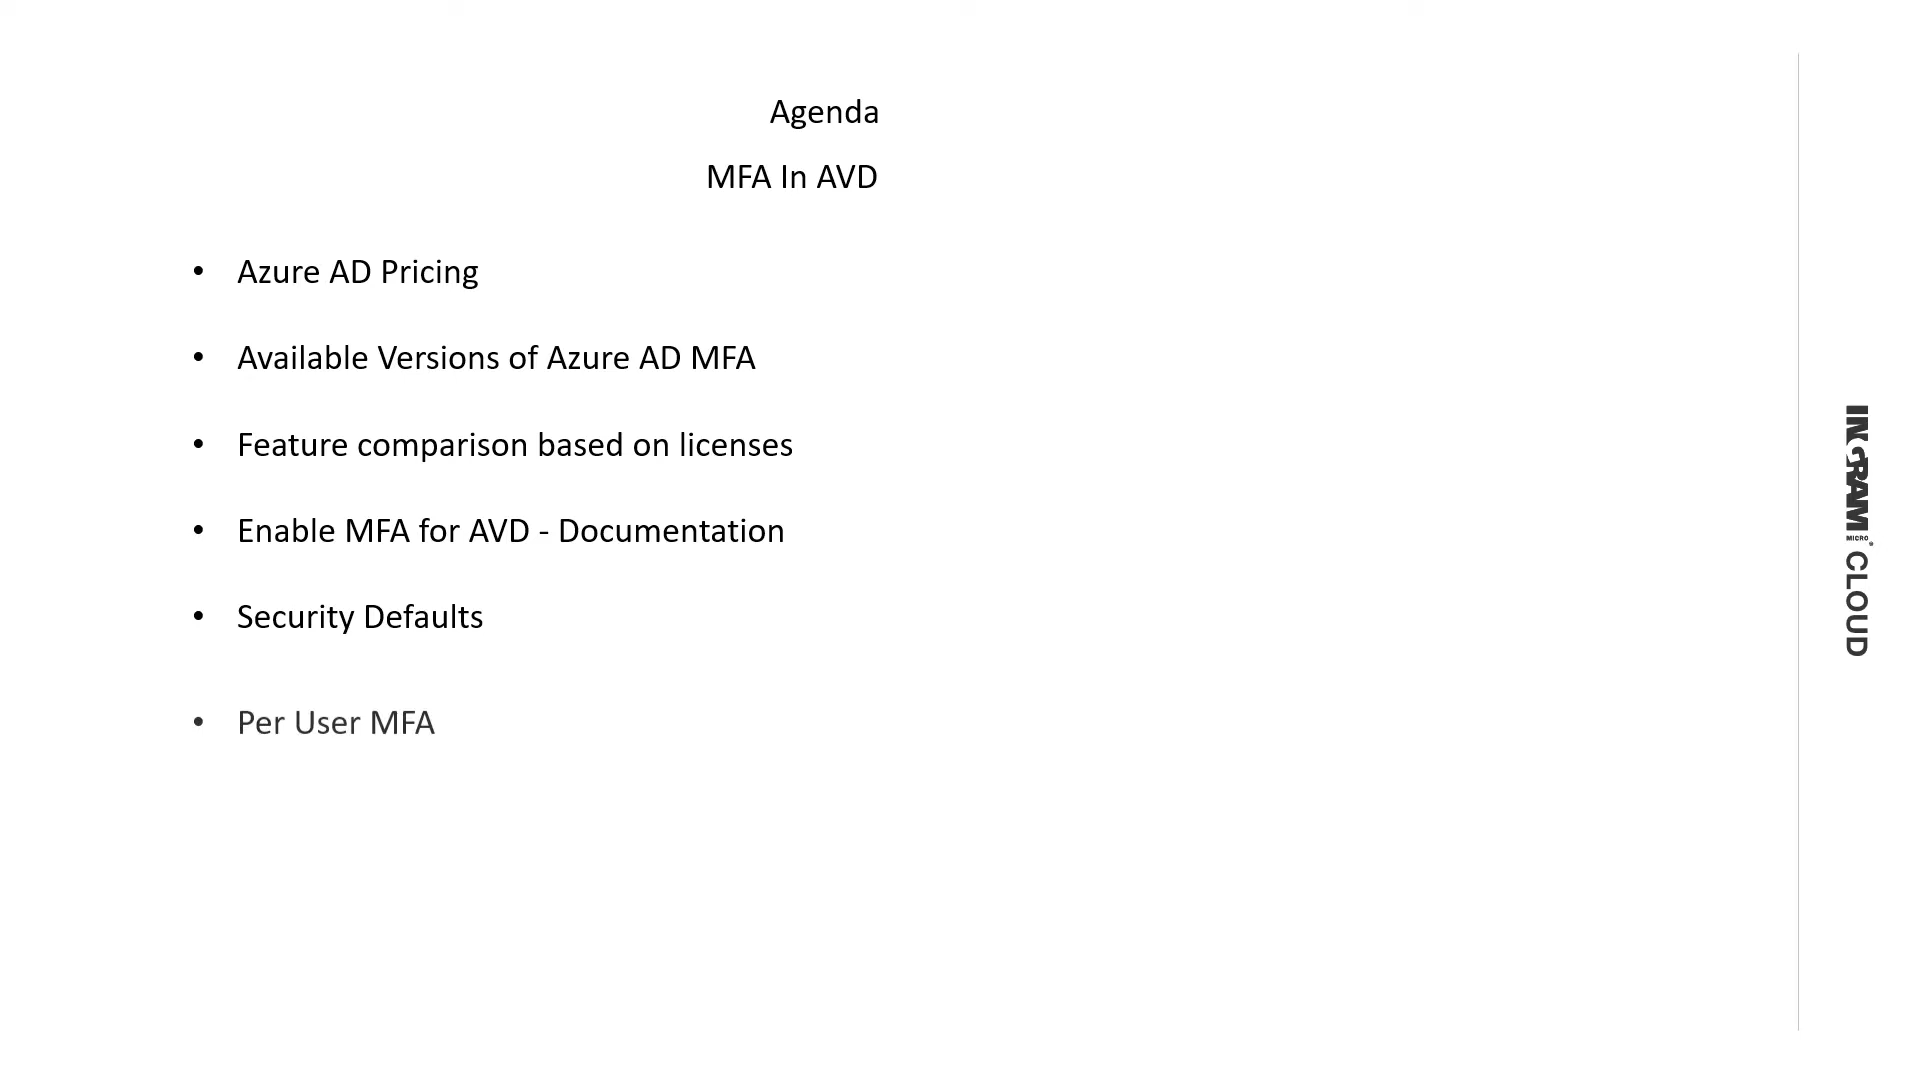 Agenda
MFA In AVD
• Azure AD Pricing
• Available Versions of Azure AD MFA
• Feature comparison based on licenses
• Enable MFA for AVD - Documentation
• Security Defaults
• Per User MFA
INGRAM MICRO® CLOUD